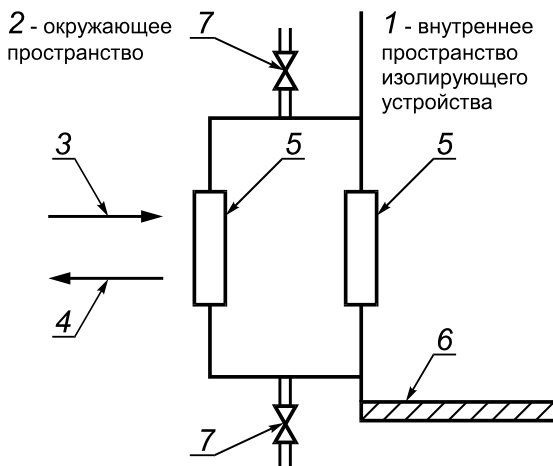 2 - окружающее
пространство
7
1 - внутреннее
пространство
изолирующего
устройства
3
5
5
4
6
7